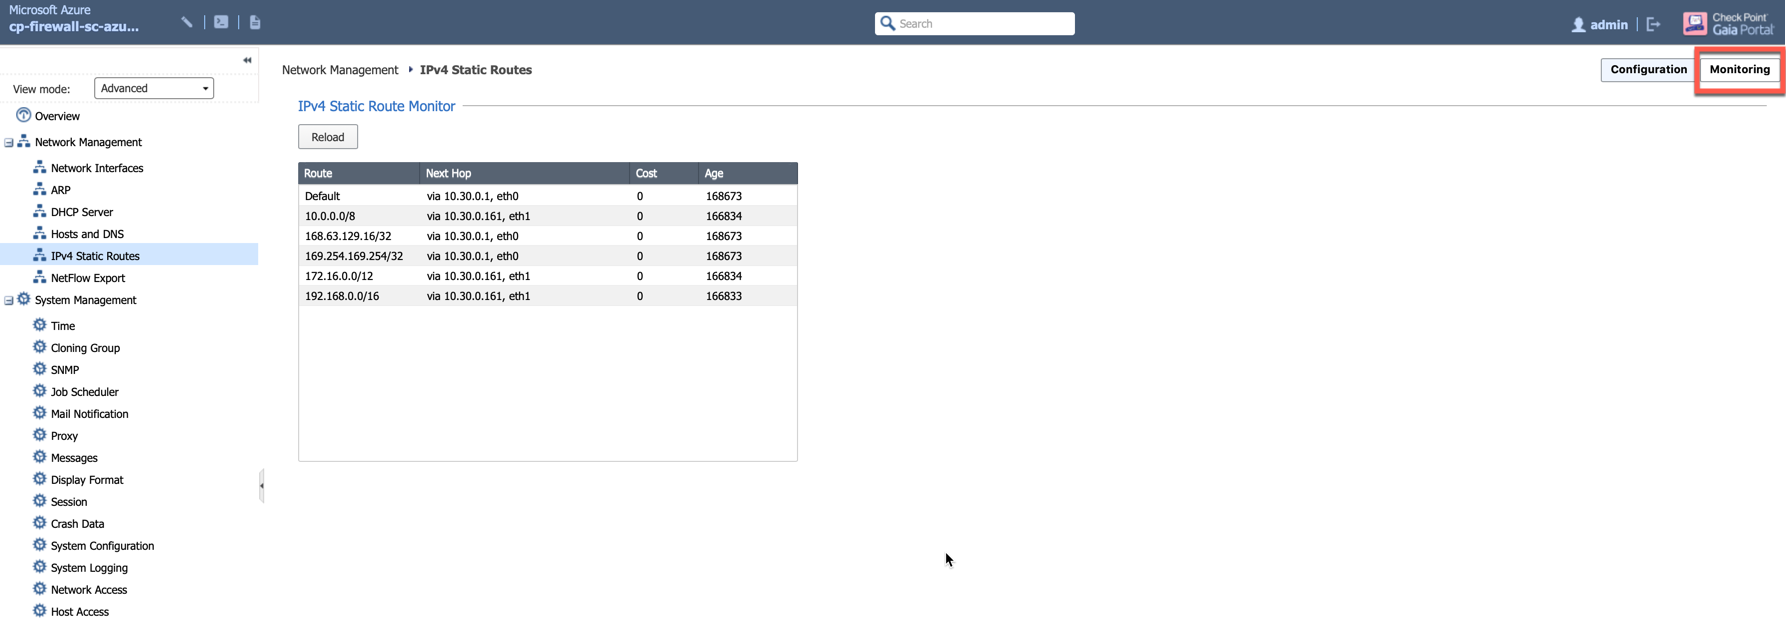 Microsoft Azure
cp-firewall-sc-azu...
Search
admin
Check Point
Gaia Portal
View mode:
Advanced
Overview
Network Management
Network Interfaces
ARP
DHCP Server
Hosts and DNS
IPv4 Static Routes
NetFlow Export
System Management
Time
Cloning Group
SNMP
Job Scheduler
Mail Notification
Proxy
Messages
Display Format
Session
Crash Data
System Configuration
System Logging
Network Access
Host Access
Network Management IPv4 Static Routes
Configuration
Monitoring
IPv4 Static Route Monitor
Reload
Route Next Hop Cost Age
Default via 10.30.0.1, eth0 0 168673
10.0.0.0/8 via 10.30.0.161, eth1 0 166834
168.63.129.16/32 via 10.30.0.1, eth0 0 168673
169.254.169.254/32 via 10.30.0.1, eth0 0 168673
172.16.0.0/12 via 10.30.0.161, eth1 0 166834
192.168.0.0/16 via 10.30.0.161, eth1 0 166833